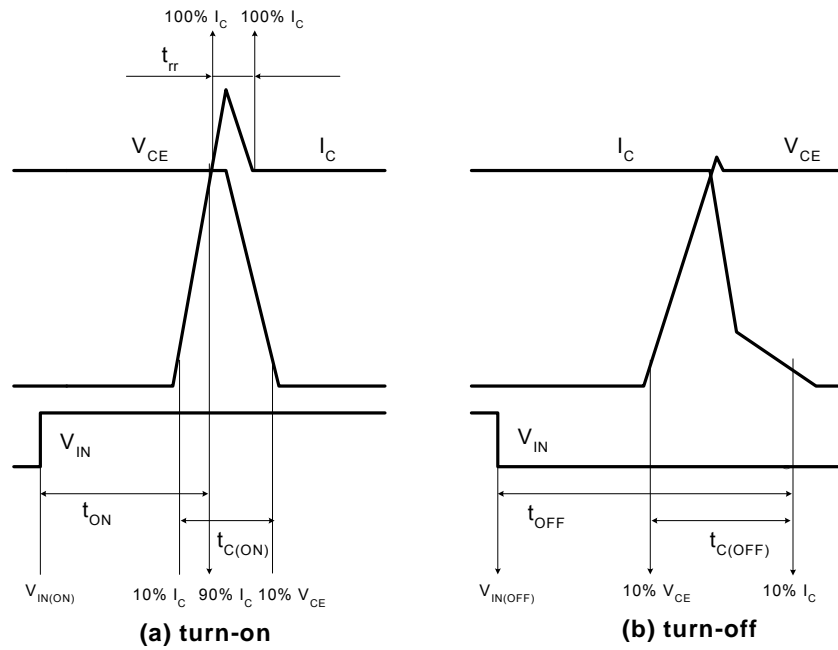 100% I_C 100% I_C
t_rr
V_CE I_C
V_IN
t_ON
t_C(ON)
V_IN(ON) 10% I_C 90% I_C 10% V_CE
(a) turn-on
I_C V_CE
V_IN
t_OFF
t_C(OFF)
V_IN(OFF) 10% V_CE 10% I_C
(b) turn-off